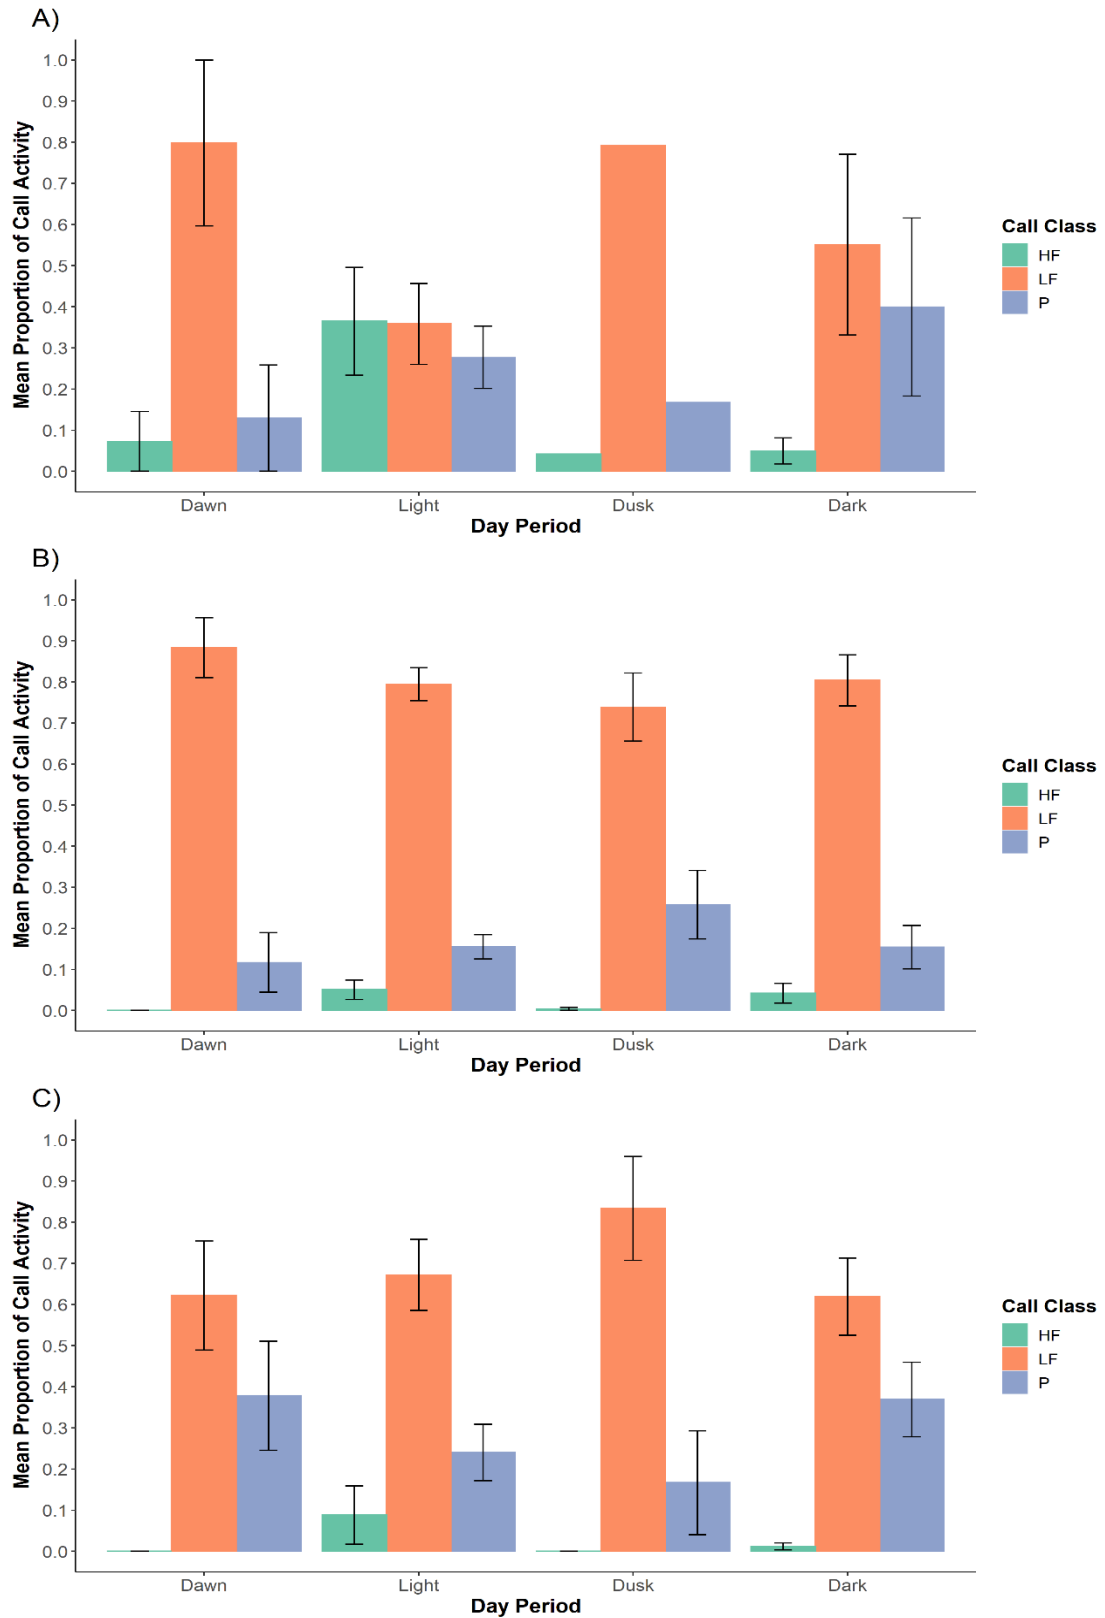 A)
Mean Proportion of Call Activity
1.0
0.9
0.8
0.7
0.6
0.5
0.4
0.3
0.2
0.1
0.0
Dawn Light Dusk Dark
Day Period
Call Class
HF
LF
P
B)
Mean Proportion of Call Activity
1.0
0.9
0.8
0.7
0.6
0.5
0.4
0.3
0.2
0.1
0.0
Dawn Light Dusk Dark
Day Period
Call Class
HF
LF
P
C)
Mean Proportion of Call Activity
1.0
0.9
0.8
0.7
0.6
0.5
0.4
0.3
0.2
0.1
0.0
Dawn Light Dusk Dark
Day Period
Call Class
HF
LF
P